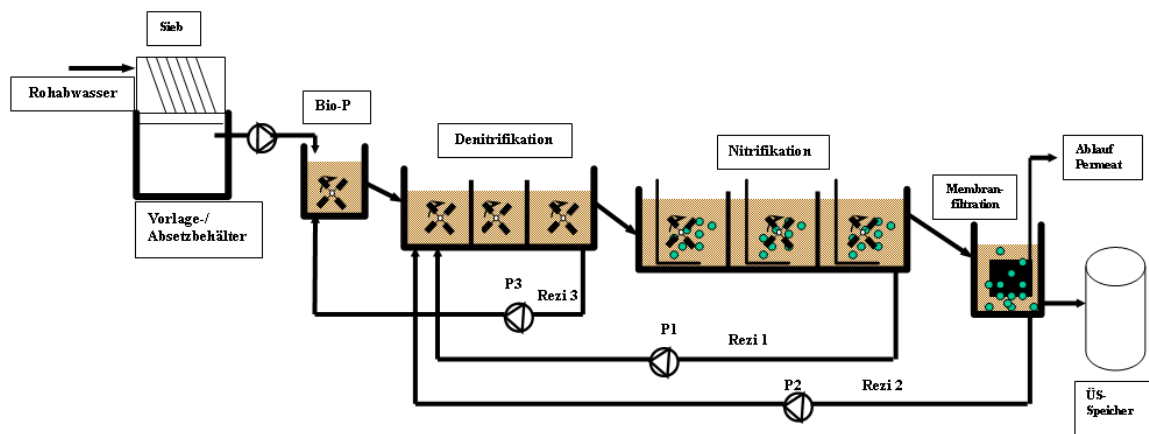 Sieb
Rohabwasser
Bio-P
Denitrifikation
Nitrifikation
Ablauf
Permeat
Membran-
filtration
Vorlage-/
Absetzbehälter
P3
Rezi 3
P1
Rezi 1
P2
Rezi 2
ÜS-
Speicher